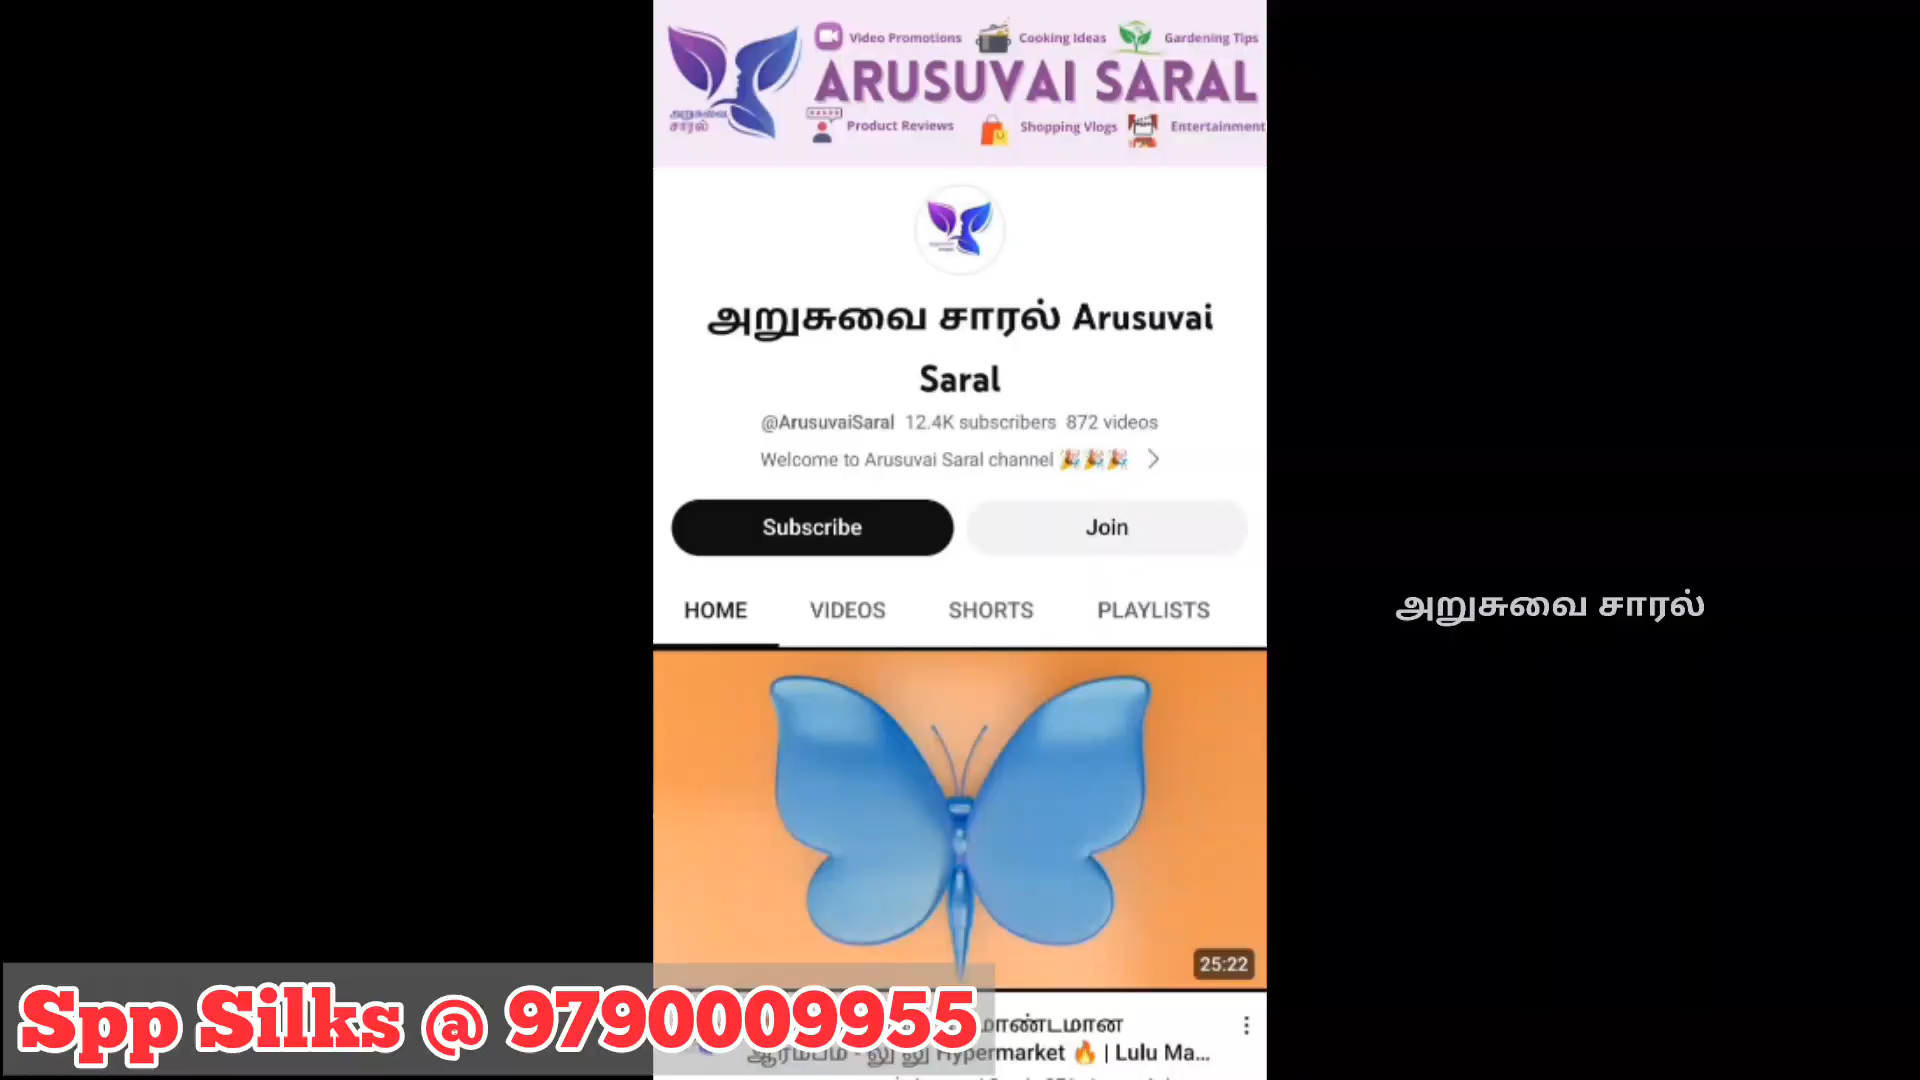 Video Promotions Cooking Ideas Gardening Tips
ARUSUVAI SARAL
அறுசுவை
சாரல்
Product Reviews Shopping Vlogs Entertainment
அறுசுவை சாரல் Arusuvai
Saral
@ArusuvaiSaral 12.4K subscribers 872 videos
Welcome to Arusuvai Saral channel 🎉🎉🎉
Subscribe Join
HOME VIDEOS SHORTS PLAYLISTS
அறுசுவை சாரல்
25:22
Hypermarket 🔥 | Lulu Ma...
Spp Silks @ 9790009955